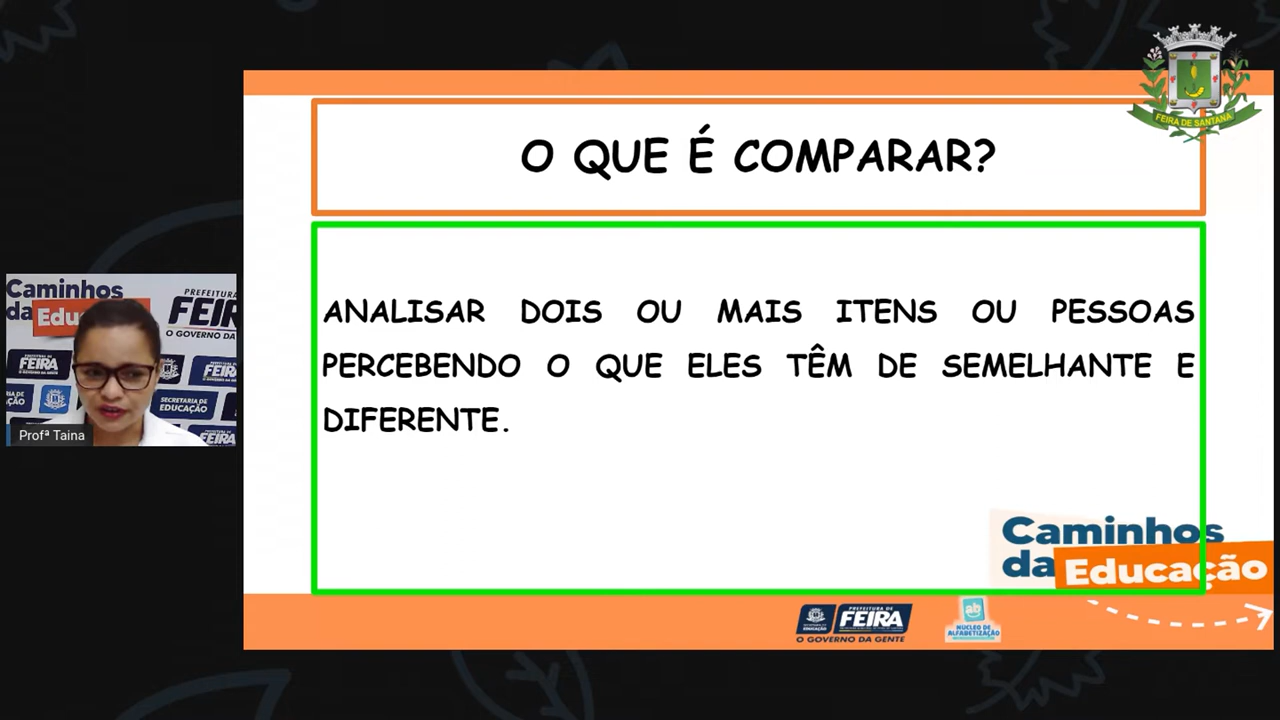 FEIRA DE SANTANA
O QUE É COMPARAR?
ANALISAR DOIS OU MAIS ITENS OU PESSOAS
PERCEBENDO O QUE ELES TÊM DE SEMELHANTE E
DIFERENTE.
Caminhos
da Educação
PREFEITURA DE
FEIRA
O GOVERNO DA GENTE
NÚCLEO DE
ALFABETIZAÇÃO
Caminhos
da Edu
PREFEITURA
FEIR
O GOVERNO DA
FEIRA
FEIRA
SECRETARIA DE
EDUCAÇÃO
FEIRA
Profª Taina